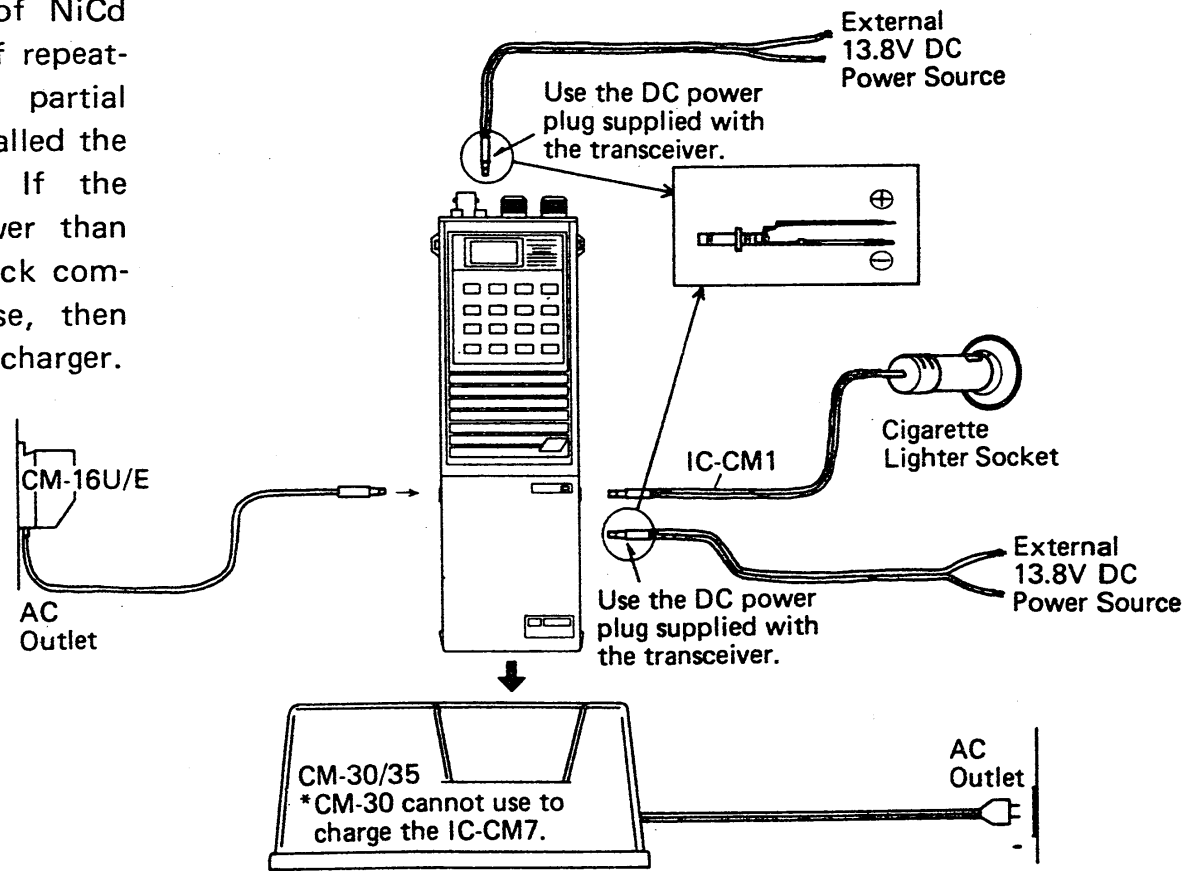 of NiCd
f repeat-
partial
alled the
If the
wer than
ck com-
se, then
charger.
External
13.8V DC
Power Source
Use the DC power
plug supplied with
the transceiver.
⊕
⊖
Cigarette
Lighter Socket
IC-CM1
CM-16U/E
AC
Outlet
External
13.8V DC
Power Source
Use the DC power
plug supplied with
the transceiver.
CM-30/35
*CM-30 cannot use to
charge the IC-CM7.
AC
Outlet